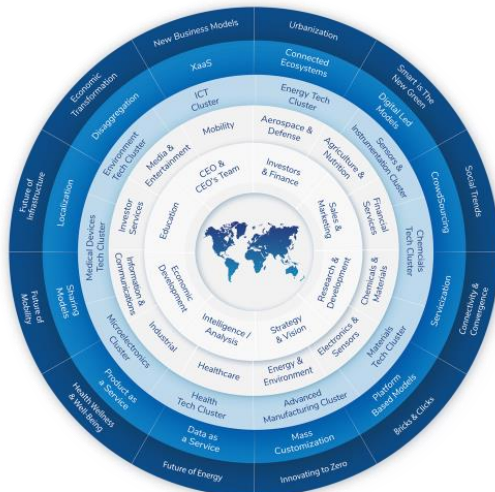 New Business Models
Urbanization
Smart is The
New Green
Social Trends
Connectivity &
Convergence
Bricks & Clicks
Innovating to Zero
Future of Energy
Health Wellness
& Well Being
Future of
Mobility
Future of
Infrastructure
Economic
Transformation
XaaS
Connected
Ecosystems
Digital Led
Models
CrowdSourcing
Servicization
Platform
Based Models
Mass
Customization
Data as
a Service
Product as
a Service
Sharing
Models
Localization
Disaggregation
ICT
Cluster
Energy Tech
Cluster
Sensors &
Instrumentation Cluster
Chemcials
Tech Cluster
Materials
Tech Cluster
Advanced
Manufacturing Cluster
Health
Tech Cluster
Microelectronics
Cluster
Medical Devices
Tech Cluster
Environment
Tech Cluster
Mobility
Aerospace &
Defense
Agriculture &
Nutrition
Financial
Services
Chemicals &
Materials
Electronics &
Sensors
Energy &
Environment
Healthcare
Industrial
Information &
Communications
Investor
Services
Media &
Entertainment
CEO &
CEO's Team
Investors
& Finance
Sales &
Marketing
Research &
Development
Strategy
& Vision
Intelligence /
Analysis
Economic
Development
Education